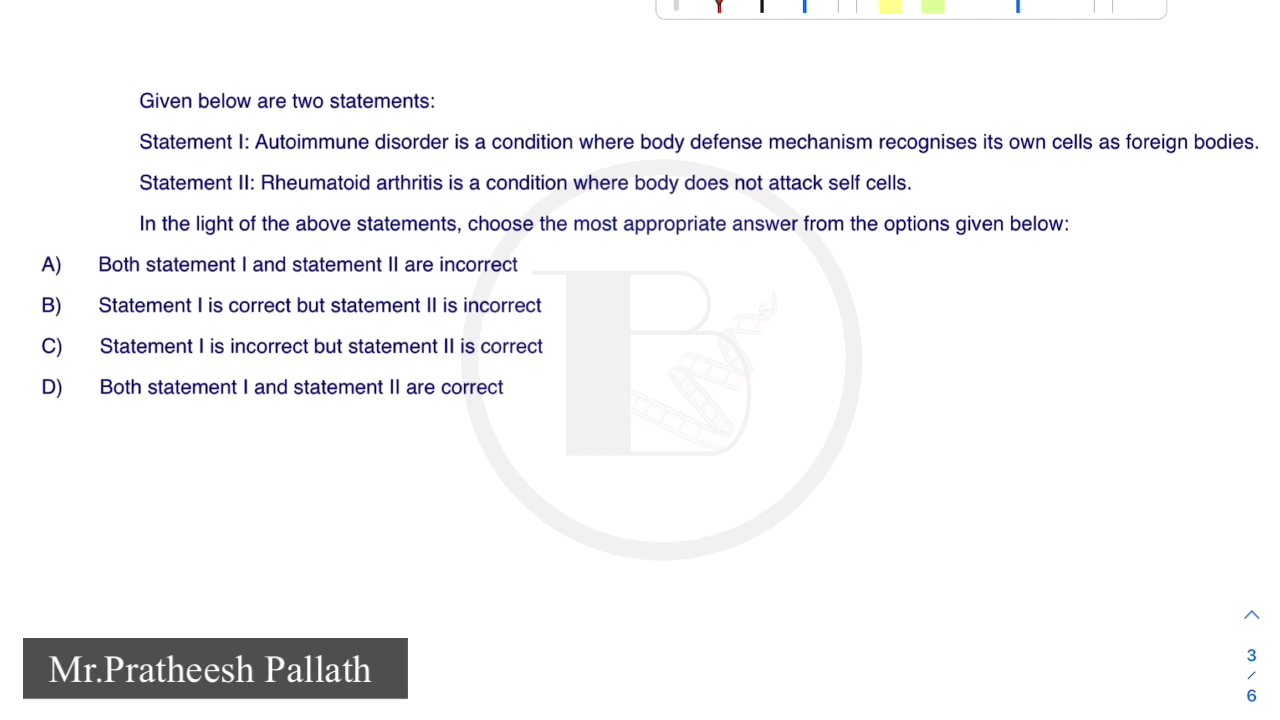 Given below are two statements:
Statement I: Autoimmune disorder is a condition where body defense mechanism recognises its own cells as foreign bodies.
Statement II: Rheumatoid arthritis is a condition where body does not attack self cells.
In the light of the above statements, choose the most appropriate answer from the options given below:
A) Both statement I and statement II are incorrect
B) Statement I is correct but statement II is incorrect
C) Statement I is incorrect but statement II is correct
D) Both statement I and statement II are correct
Mr.Pratheesh Pallath
3
/
6